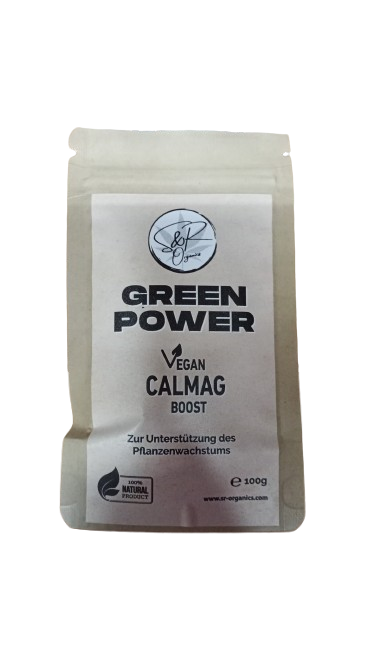 S&R
Organics
GREEN
POWER
VEGAN
CALMAG
BOOST
Zur Unterstützung des
Pflanzenwachstums
100%
NATURAL
PRODUCT
℮ 100g
www.sr-organics.com